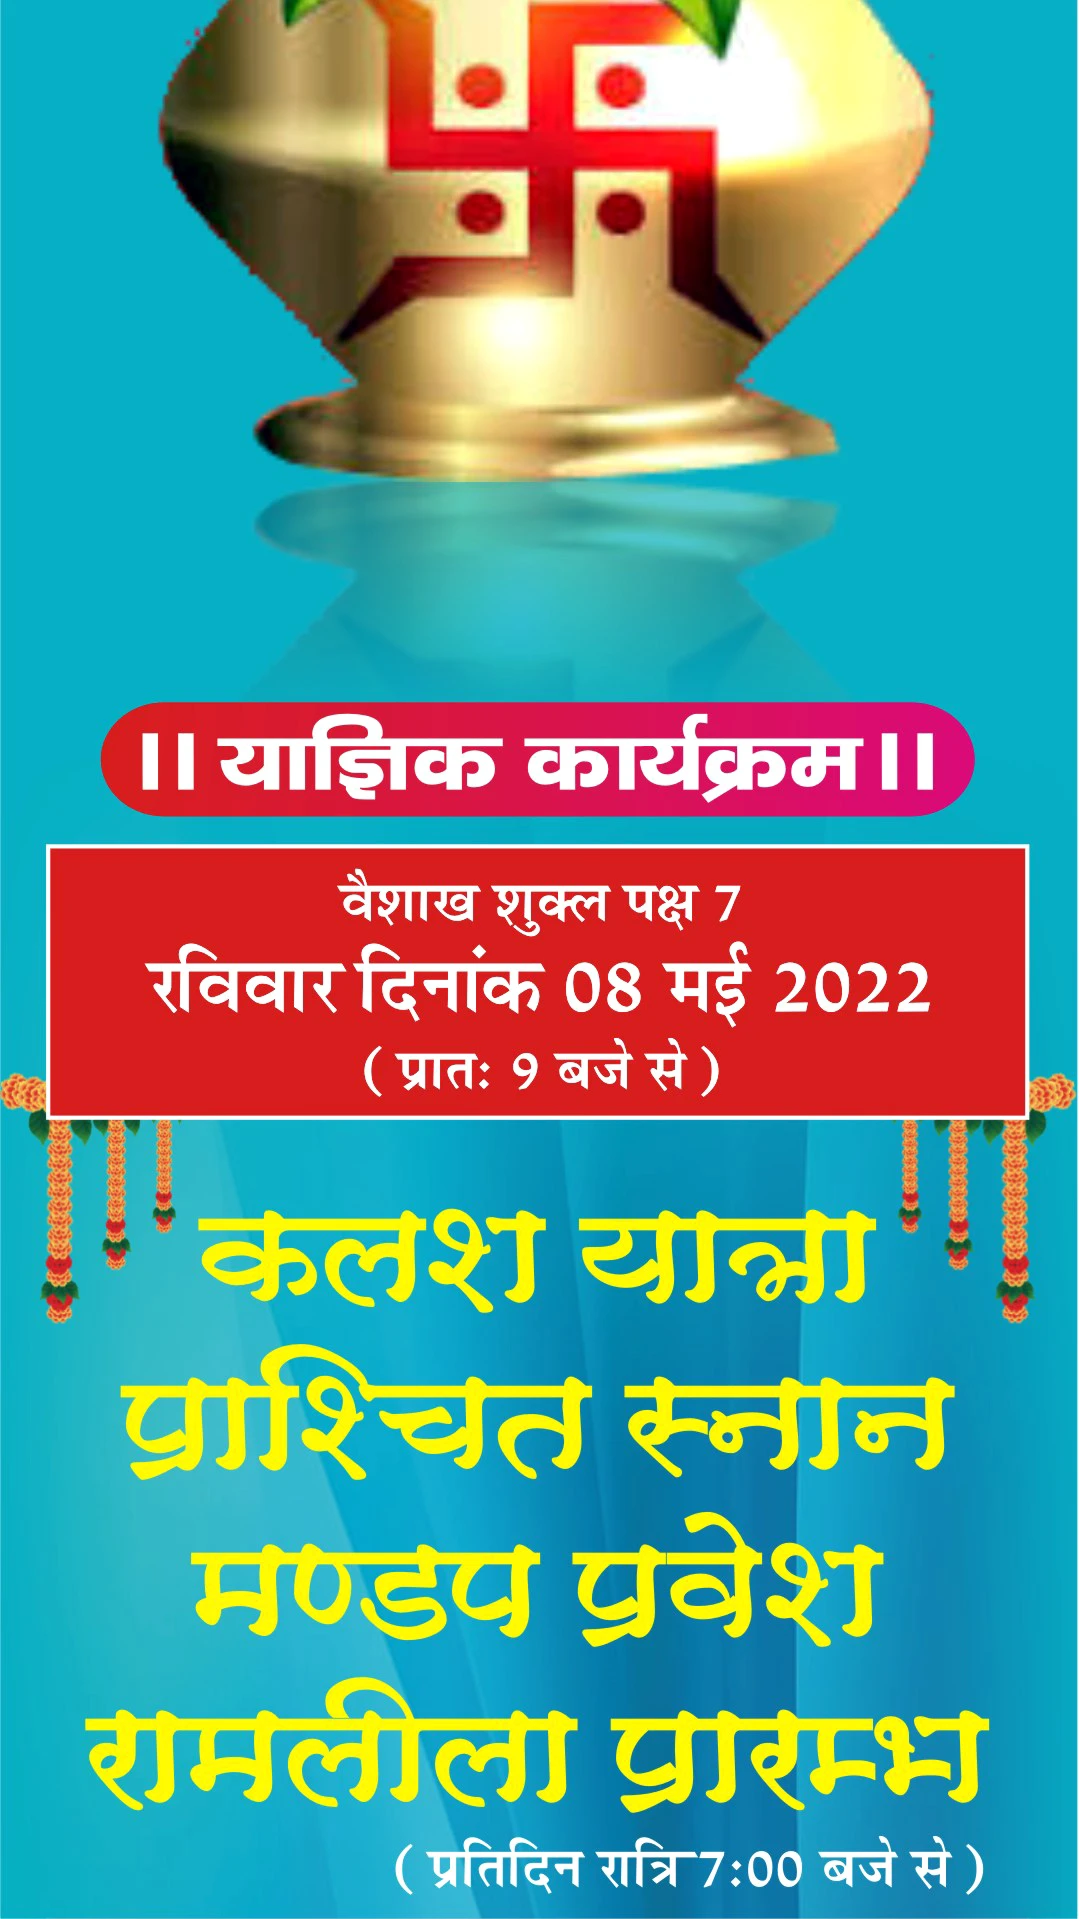 ।। याज्ञिक कार्यक्रम ।।
वैशाख शुक्ल पक्ष 7
रविवार दिनांक 08 मई 2022
( प्रातः 9 बजे से )
कलश यात्रा
प्राश्चित स्नान
मण्डप प्रवेश
रामलीला प्रारम्भ
( प्रतिदिन रात्रि 7:00 बजे से )